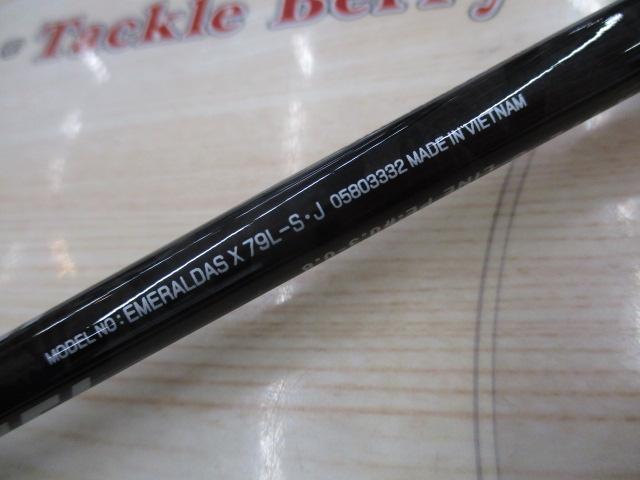 Tackle Berry
MODEL NO : EMERALDAS X 79L-S・J 05803332 MADE IN VIETNAM